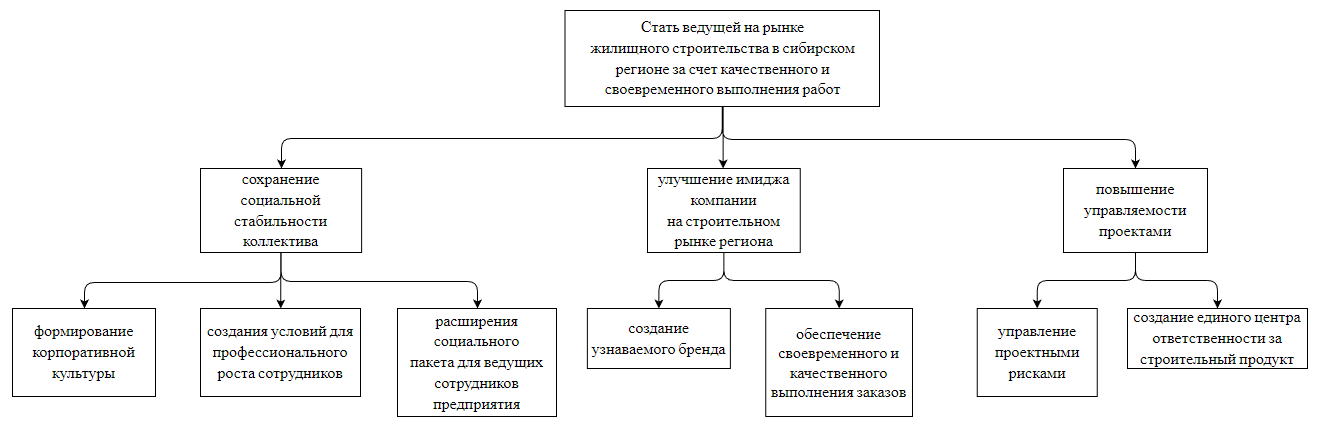 Стать ведущей на рынке
жилищного строительства в сибирском
регионе за счет качественного и
своевременного выполнения работ
сохранение
социальной
стабильности
коллектива
улучшение имиджа
компании
на строительном
рынке региона
повышение
управляемости
проектами
формирование
корпоративной
культуры
создания условий для
профессионального
роста сотрудников
расширения
социального
пакета для ведущих
сотрудников
предприятия
создание
узнаваемого бренда
обеспечение
своевременного и
качественного
выполнения заказов
управление
проектными
рисками
создание единого центра
ответственности за
строительный продукт